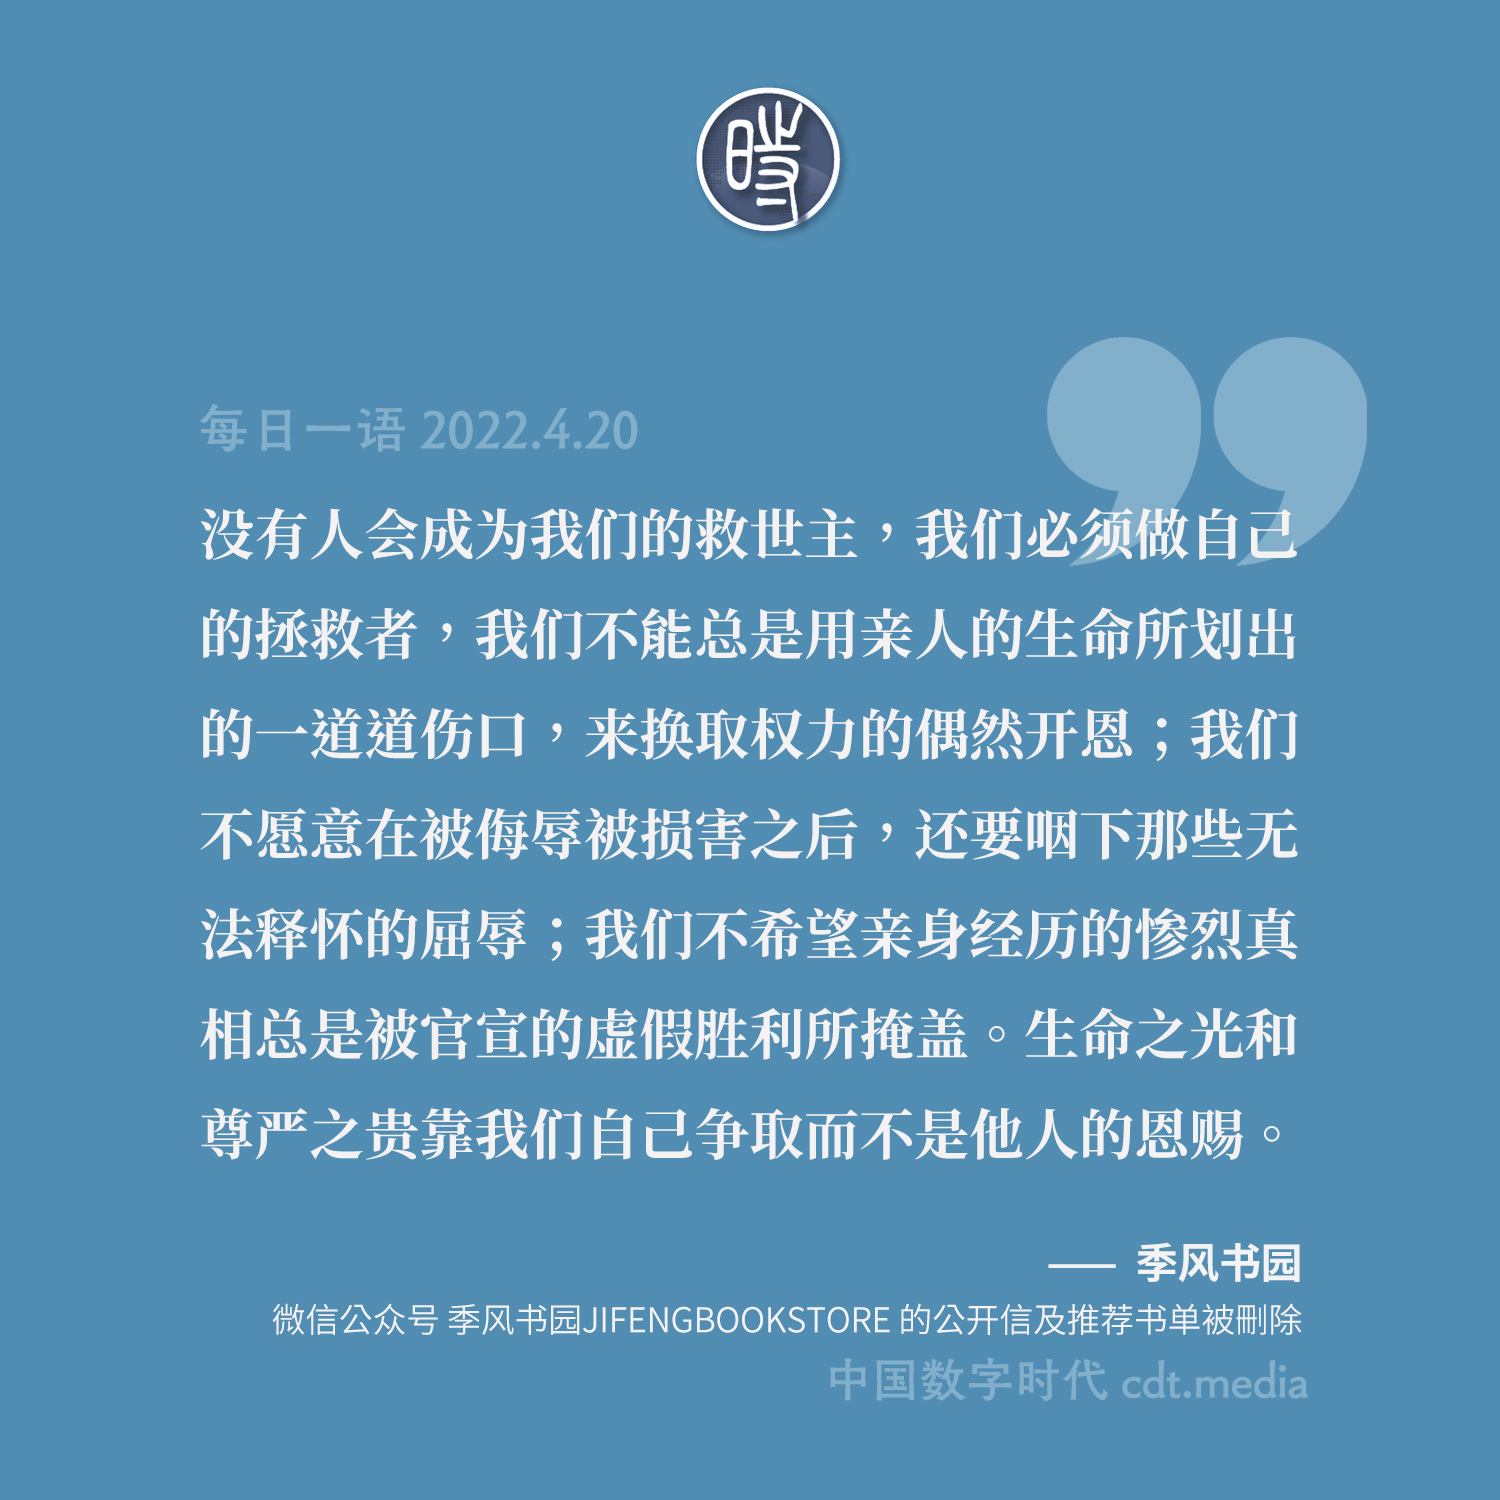 時
每日一语 2022.4.20
没有人会成为我们的救世主，我们必须做自己
的拯救者，我们不能总是用亲人的生命所划出
的一道道伤口，来换取权力的偶然开恩；我们
不愿意在被侮辱被损害之后，还要咽下那些无
法释怀的屈辱；我们不希望亲身经历的惨烈真
相总是被官宣的虚假胜利所掩盖。生命之光和
尊严之贵靠我们自己争取而不是他人的恩赐。
—— 季风书园
微信公众号 季风书园JIFENGBOOKSTORE 的公开信及推荐书单被刪除
中国数字时代 cdt.media